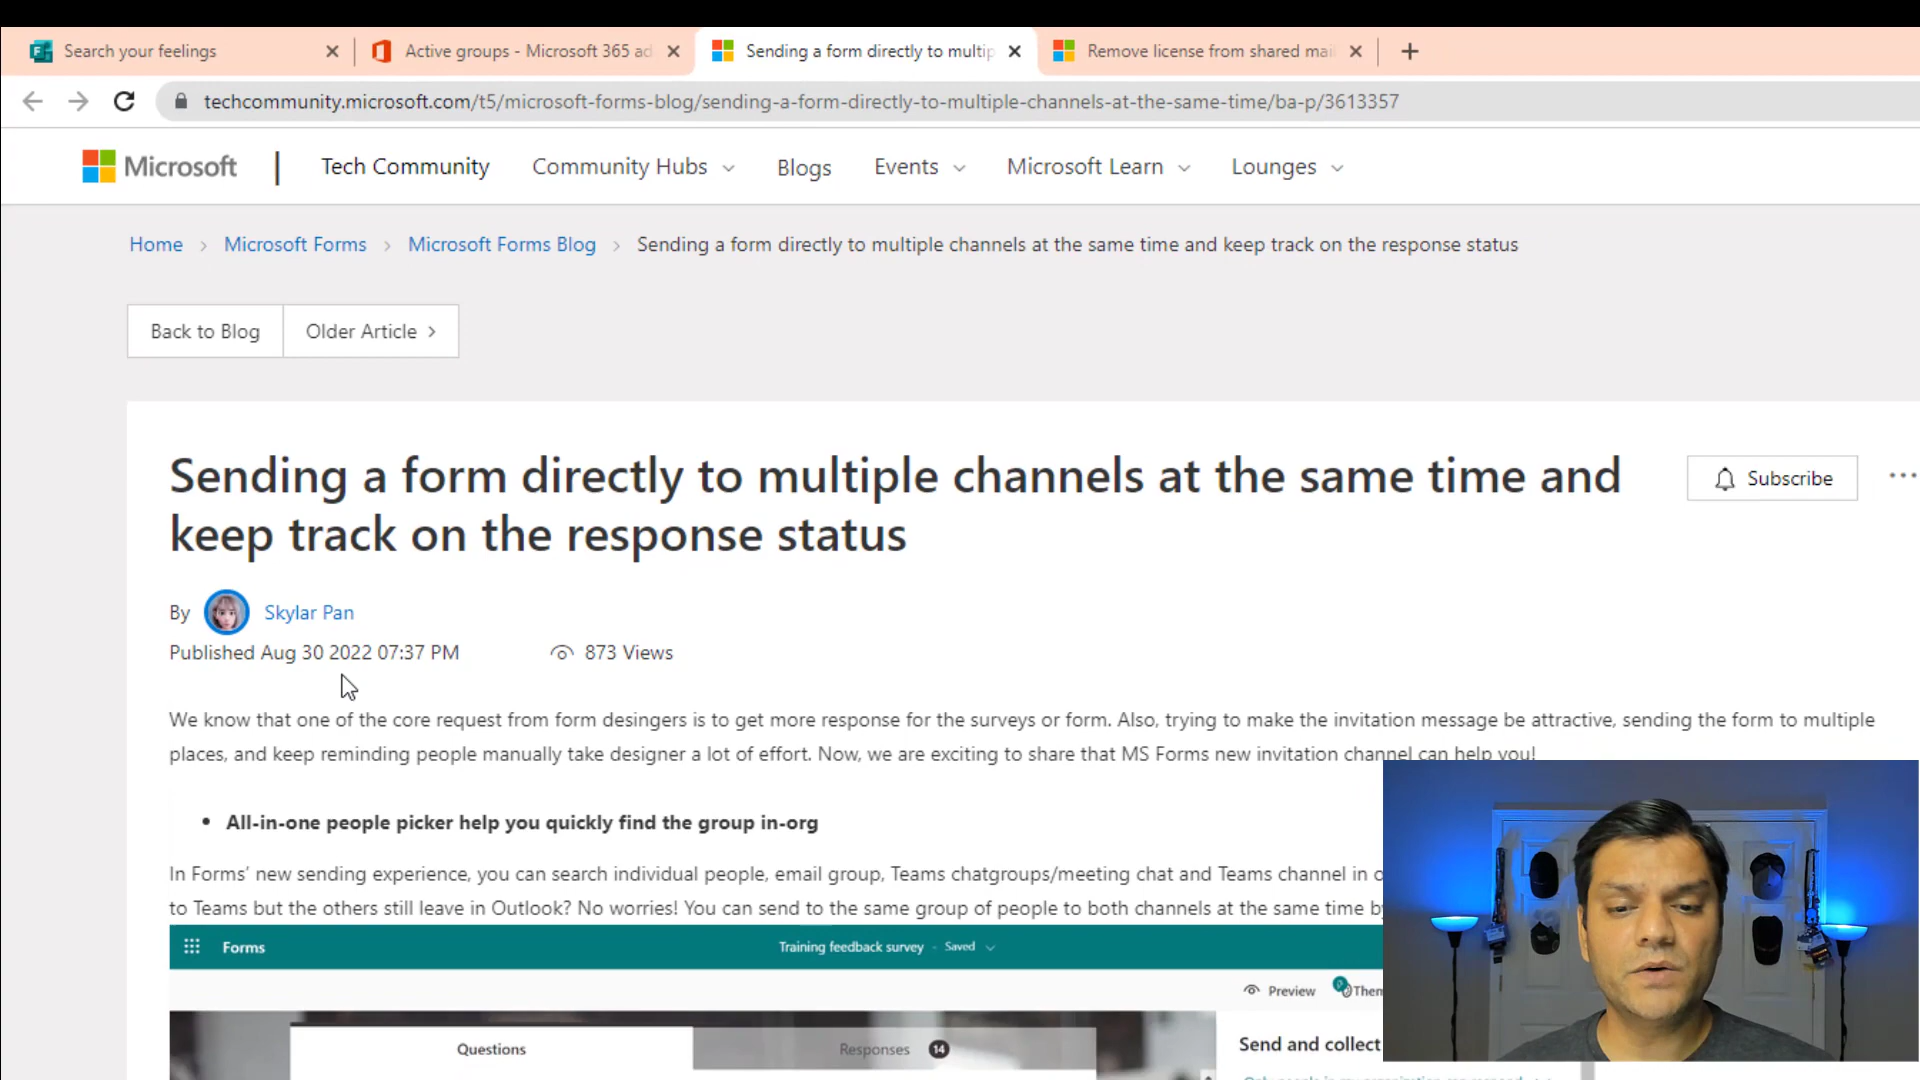 Search your feelings
Active groups - Microsoft 365 ad
Sending a form directly to multip
Remove license from shared mai
techcommunity.microsoft.com/t5/microsoft-forms-blog/sending-a-form-directly-to-multiple-channels-at-the-same-time/ba-p/3613357
Microsoft | Tech Community Community Hubs Blogs Events Microsoft Learn Lounges
Home > Microsoft Forms > Microsoft Forms Blog > Sending a form directly to multiple channels at the same time and keep track on the response status
Back to Blog Older Article >
Sending a form directly to multiple channels at the same time and
keep track on the response status
Subscribe
By Skylar Pan
Published Aug 30 2022 07:37 PM 873 Views
We know that one of the core request from form desingers is to get more response for the surveys or form. Also, trying to make the invitation message be attractive, sending the form to multiple
places, and keep reminding people manually take designer a lot of effort. Now, we are exciting to share that MS Forms new invitation channel can help you!
• All-in-one people picker help you quickly find the group in-org
In Forms' new sending experience, you can search individual people, email group, Teams chatgroups/meeting chat and Teams channel in
to Teams but the others still leave in Outlook? No worries! You can send to the same group of people to both channels at the same time
Forms Training feedback survey - Saved
Preview Them
Questions Responses 14
Send and collect